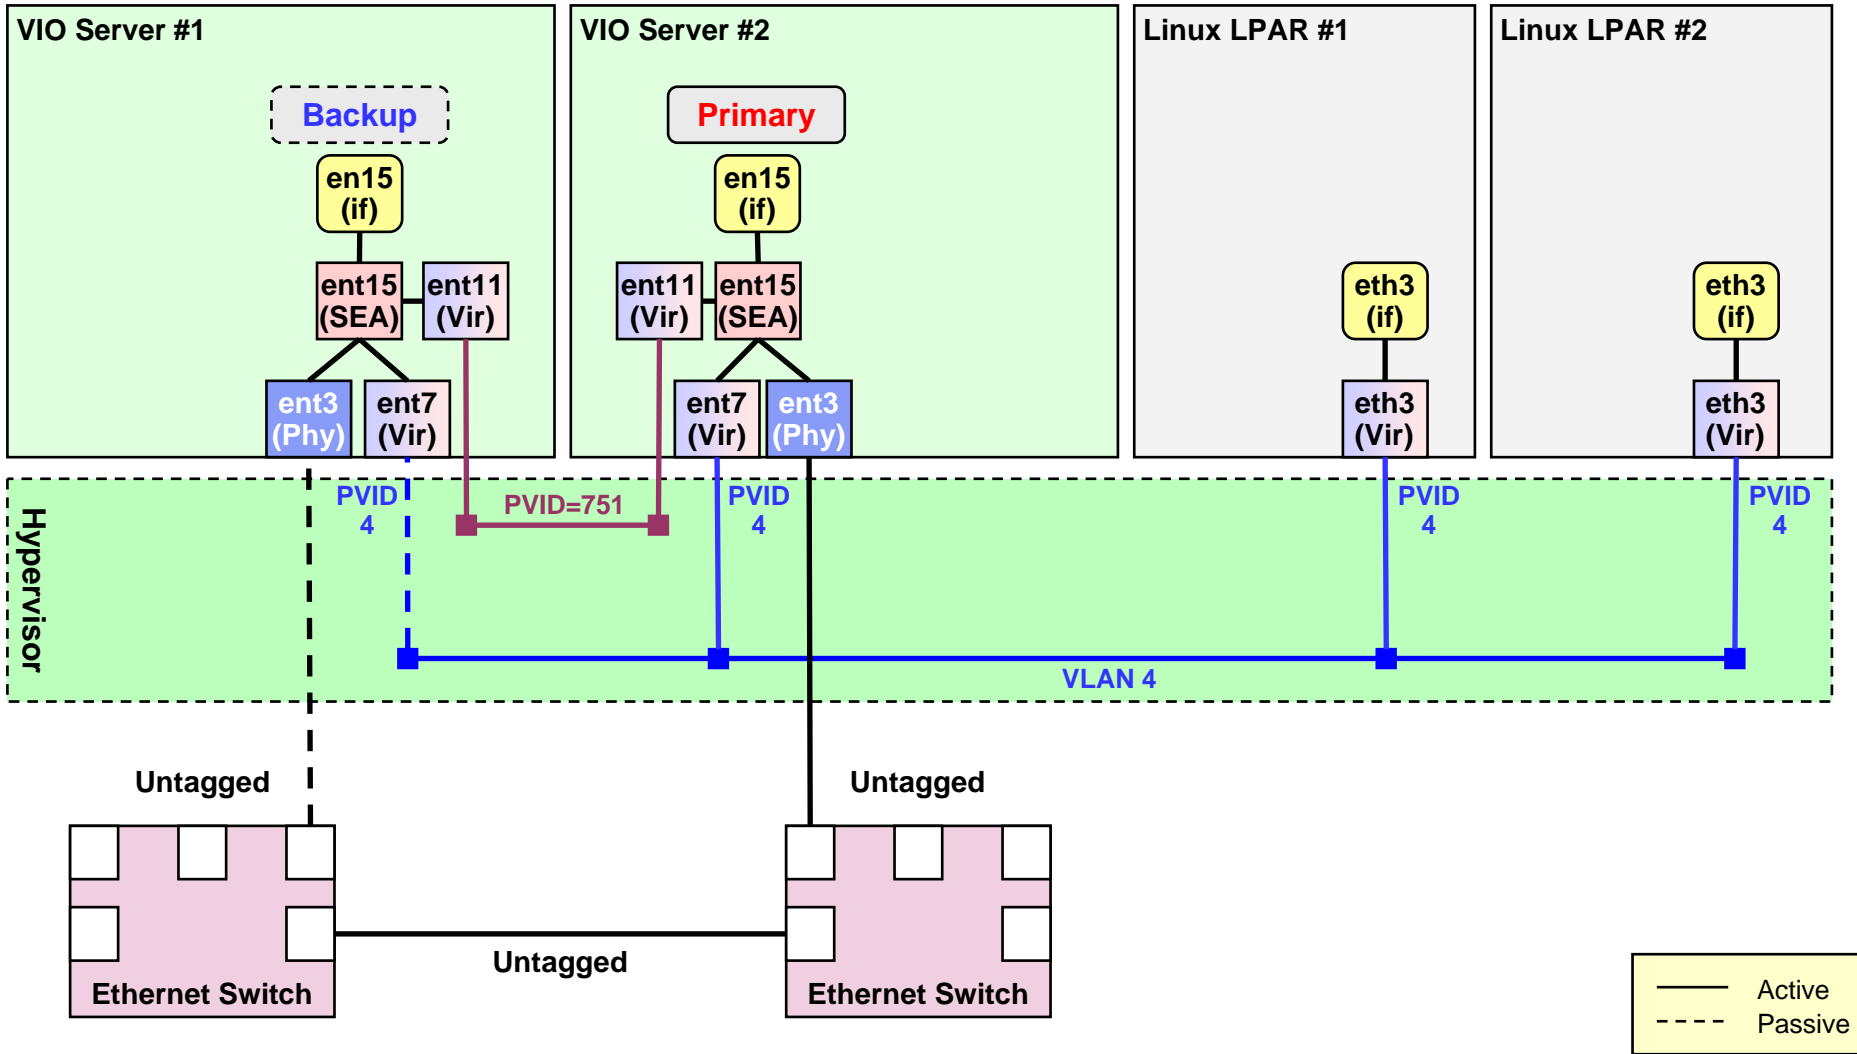 VIO Server #1
VIO Server #2
Linux LPAR #1
Linux LPAR #2
Backup
Primary
en15
(if)
en15
(if)
ent15
(SEA)
ent11
(Vir)
ent11
(Vir)
ent15
(SEA)
eth3
(if)
eth3
(if)
ent3
(Phy)
ent7
(Vir)
ent7
(Vir)
ent3
(Phy)
eth3
(Vir)
eth3
(Vir)
Hypervisor
PVID
4
PVID=751
PVID
4
PVID
4
PVID
4
VLAN 4
Untagged
Untagged
Untagged
Ethernet Switch
Ethernet Switch
Active
Passive